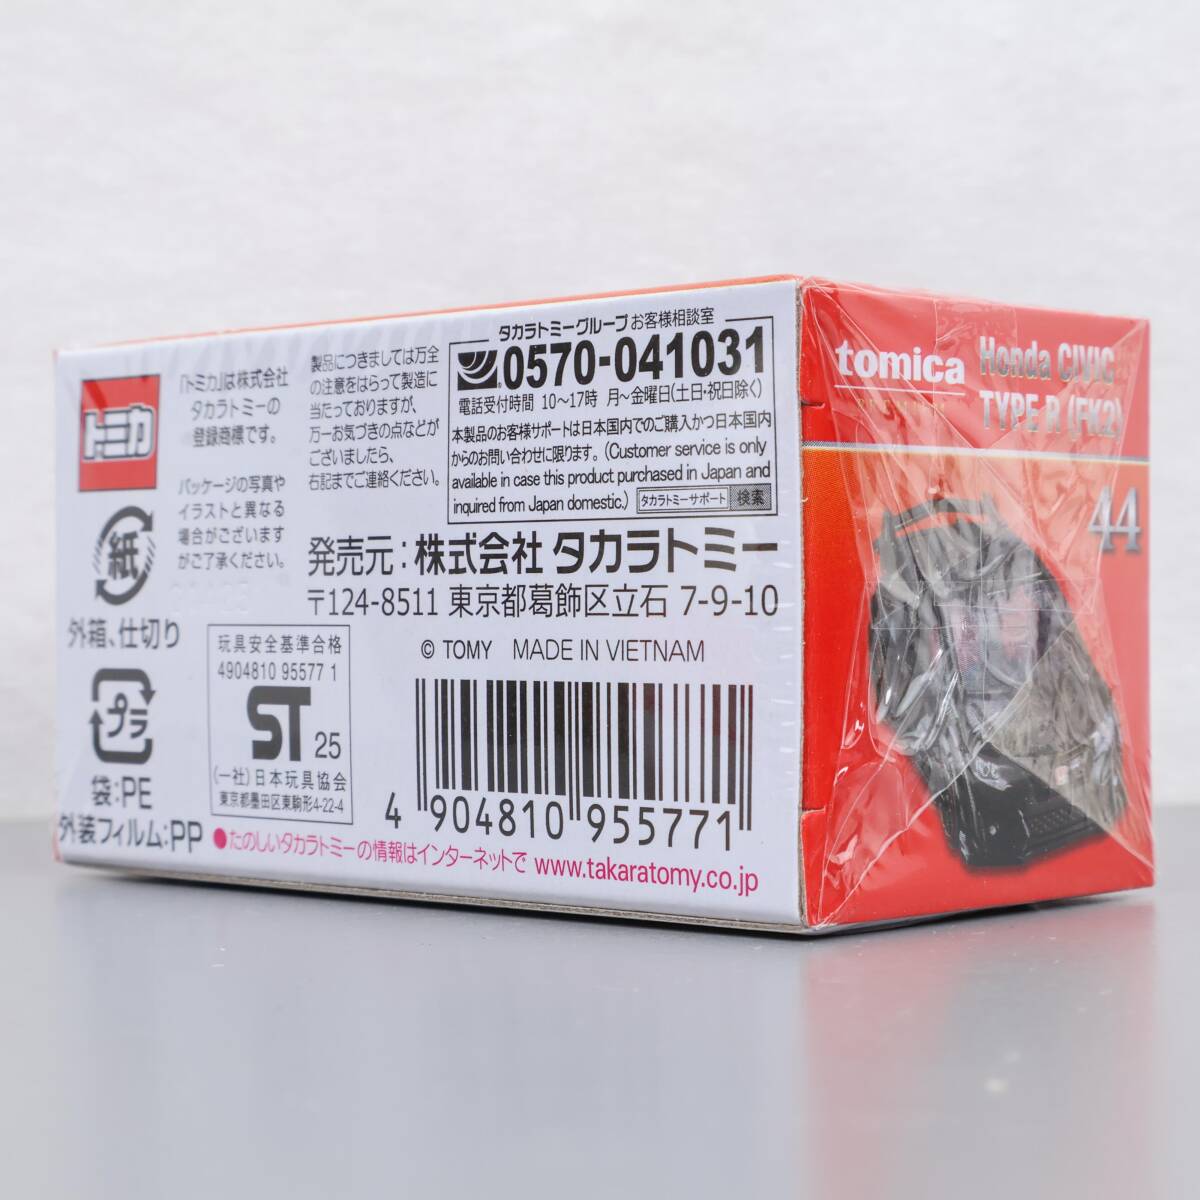 トミカ
「トミカ」は株式会社
タカラトミーの
登録商標です。
パッケージの写真や
イラストと異なる
場合がございます
がご了承ください。
紙
外箱、仕切り
プラ
袋:PE
外装フィルム:PP
製品につきましては万全
の注意をはらって製造に
当たっておりますが、
万一お気づきの点などが
ございましたら、
右記までご連絡ください。
タカラトミーグループ お客様相談室
0570-041031
電話受付時間 10〜17時 月〜金曜日(土日・祝日除く)
本製品のお客様サポートは日本国内でのご購入かつ日本国内
からのお問い合わせに限ります。(Customer service is only
available in case this product purchased in Japan and
inquired from Japan domestic.) タカラトミーサポート 検索
発売元:株式会社 タカラトミー
〒124-8511 東京都葛飾区立石 7-9-10
© TOMY MADE IN VIETNAM
玩具安全基準合格
4904810 95577 1
ST 25
(一社)日本玩具協会
東京都墨田区東駒形4-22-4
4 904810 955771
●たのしいタカラトミーの情報はインターネットで www.takaratomy.co.jp
tomica
PREMIUM
Honda CIVIC
TYPE R (FK2)
44